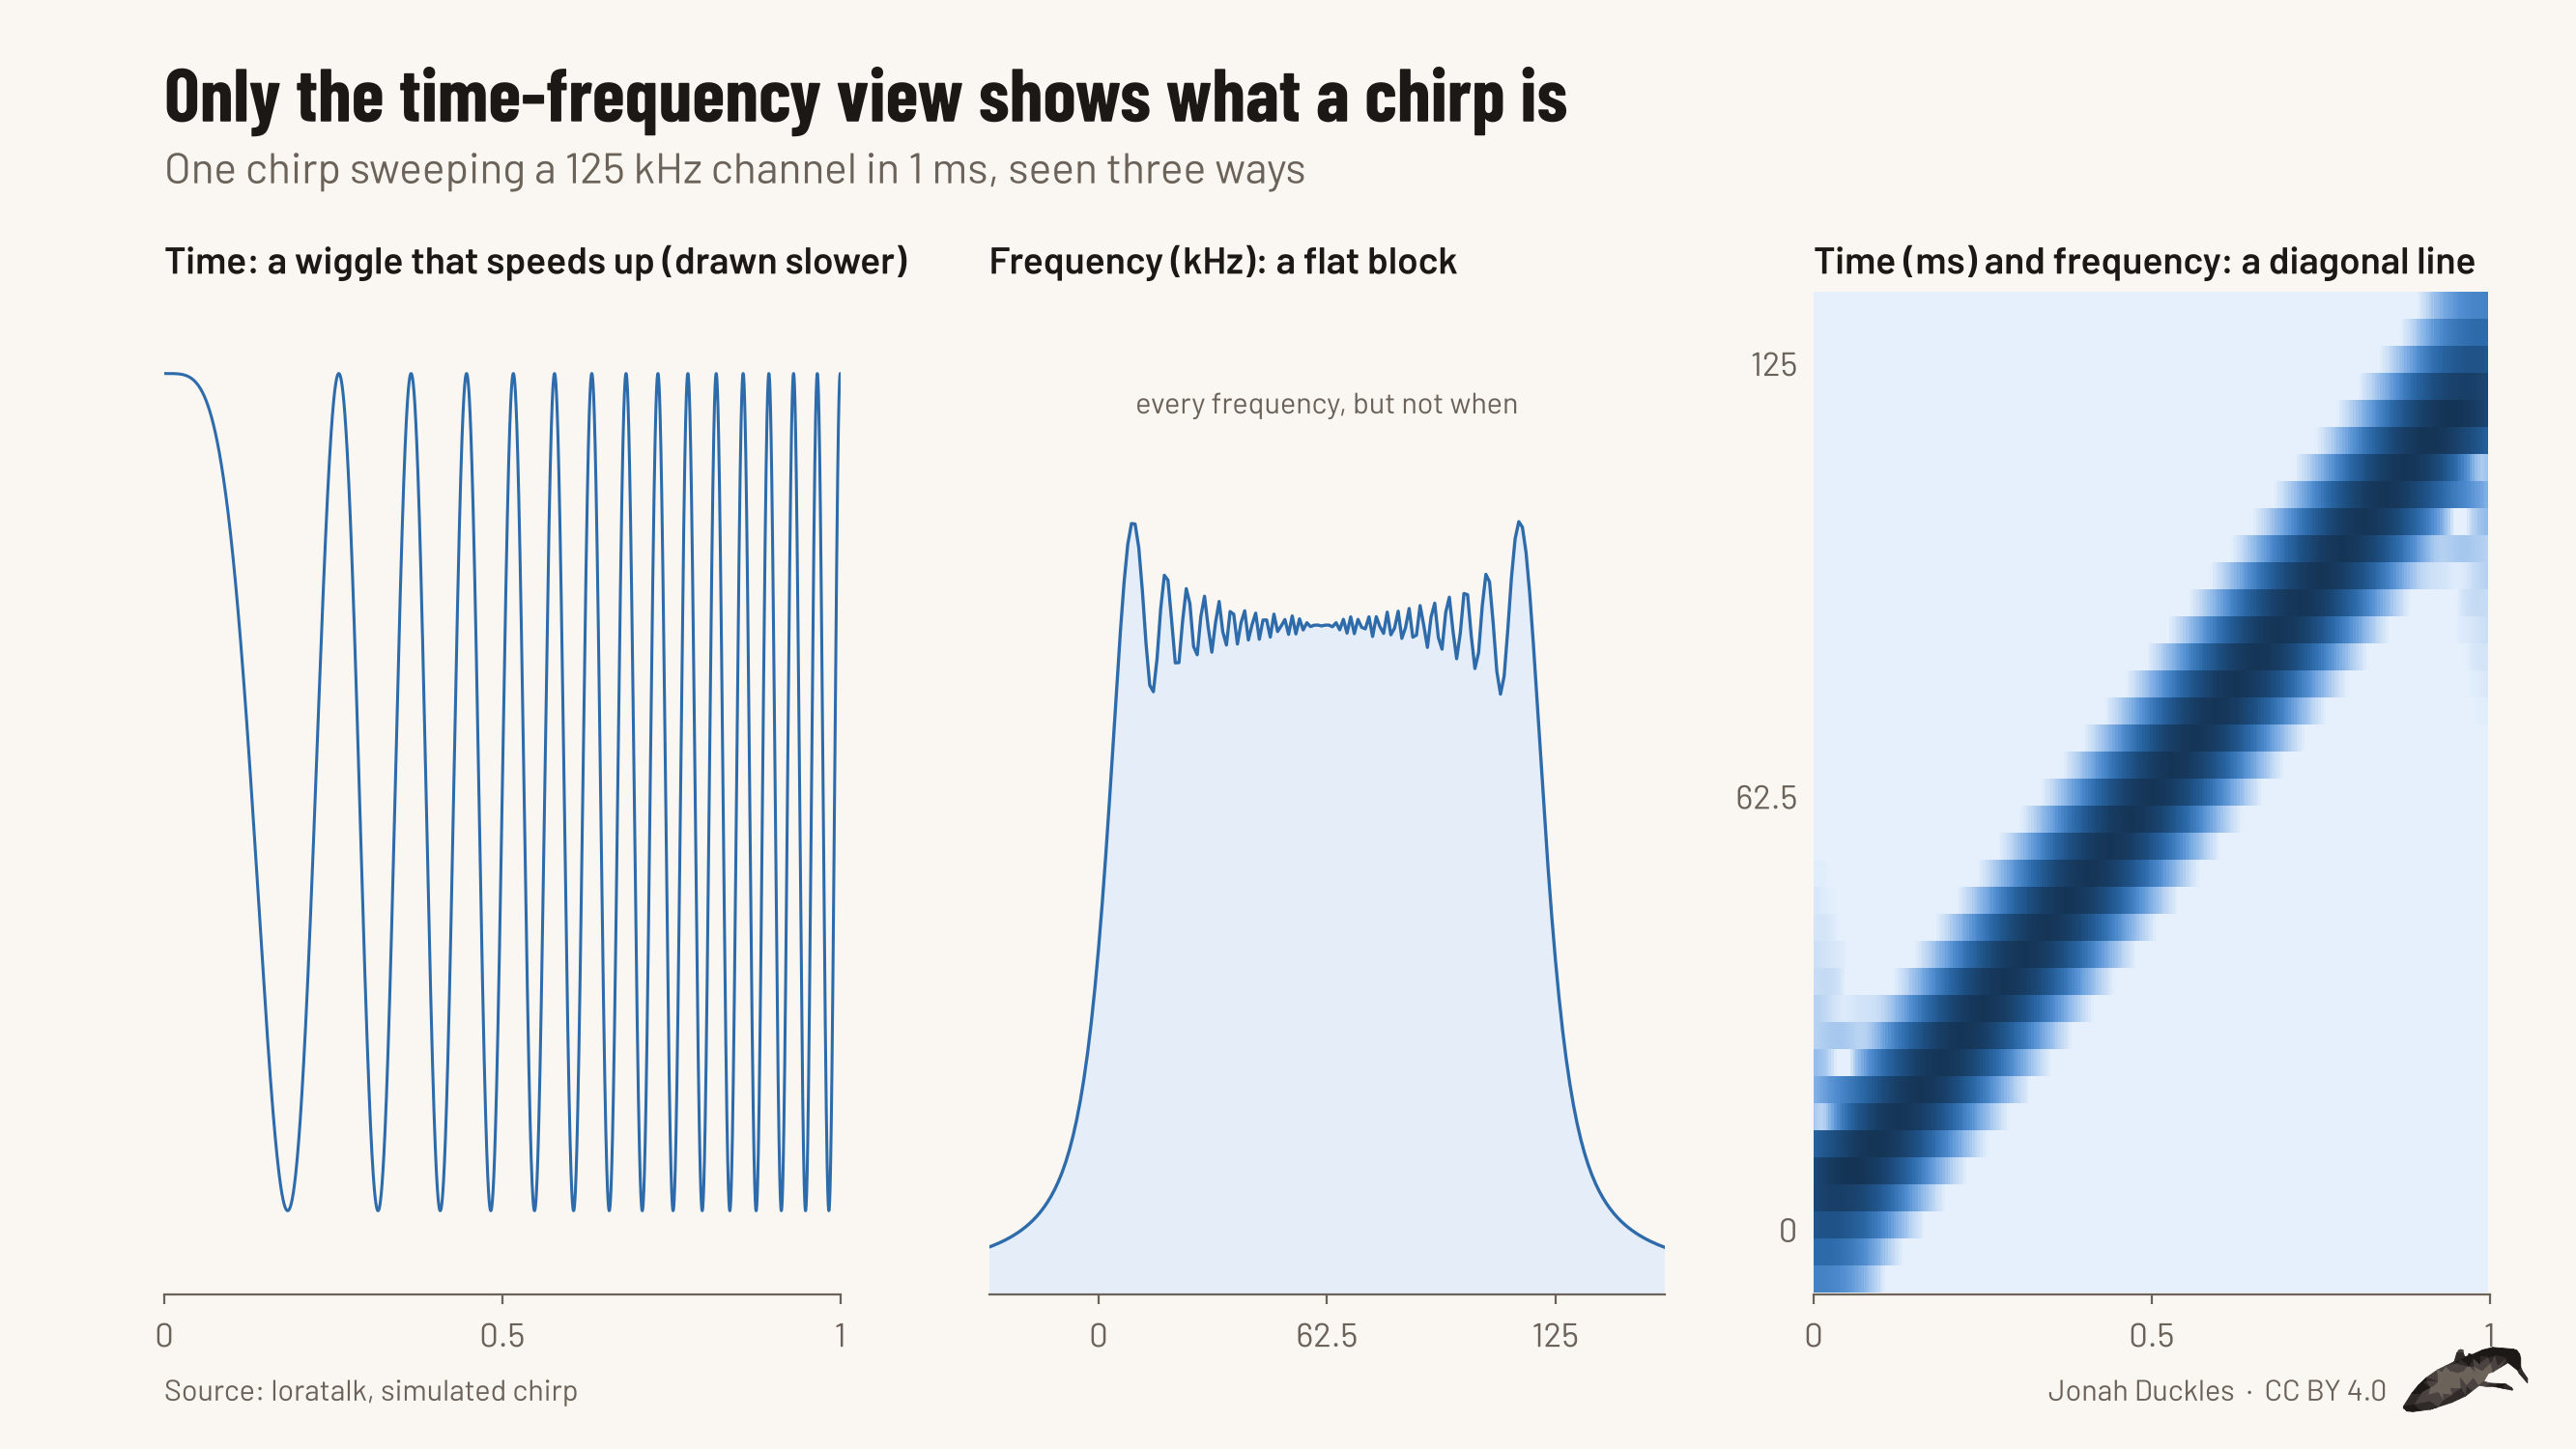 Only the time-frequency view shows what a chirp is
One chirp sweeping a 125 kHz channel in 1 ms, seen three ways
Time: a wiggle that speeds up (drawn slower)
0
0.5
1
Frequency (kHz): a flat block
every frequency, but not when
0
62.5
125
Time (ms) and frequency: a diagonal line
125
62.5
0
0
0.5
1
Source: loratalk, simulated chirp
Jonah Duckles · CC BY 4.0